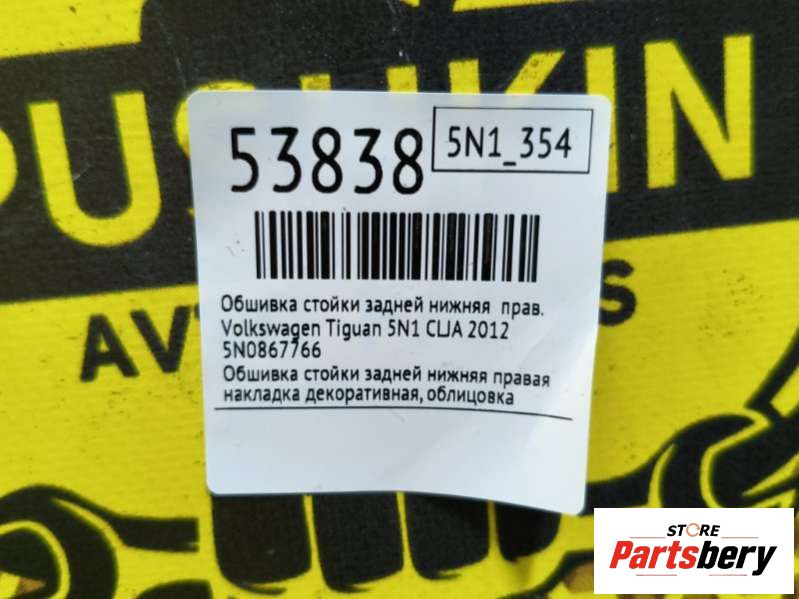 PUSHKIN
53838
5N1_354
Обшивка стойки задней нижняя прав.
Volkswagen Tiguan 5N1 CLJA 2012
5N0867766
Обшивка стойки задней нижняя правая
накладка декоративная, облицовка
STORE
Partsbery